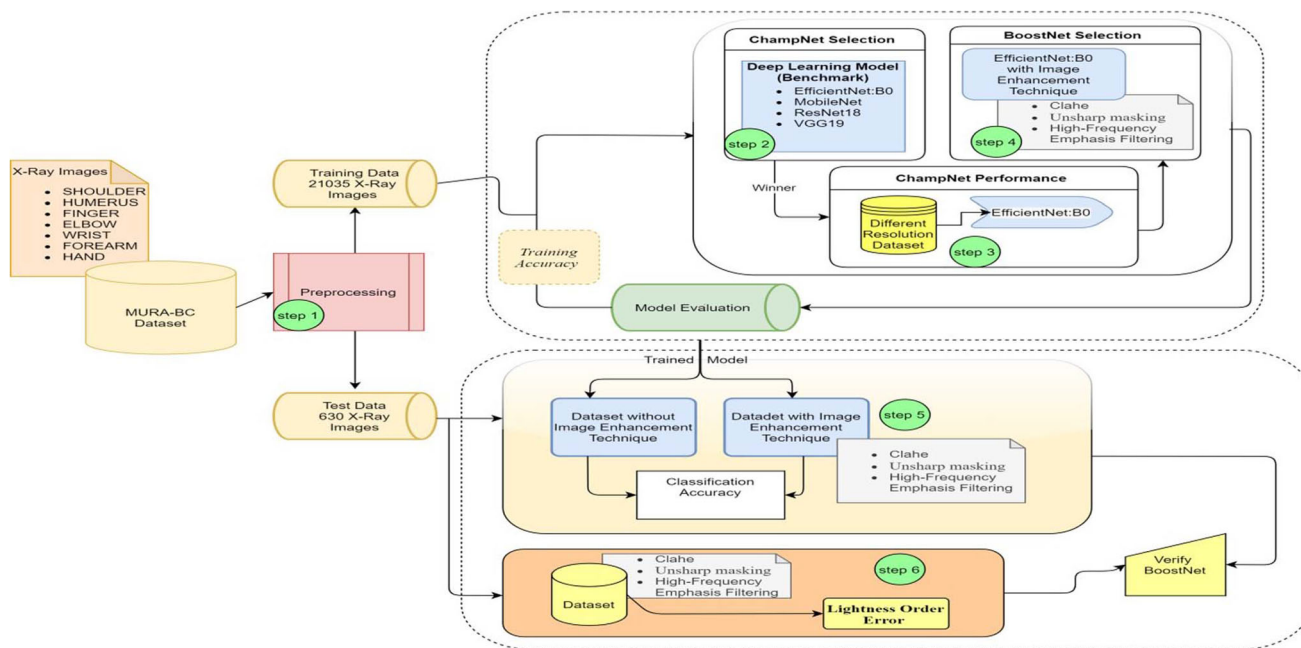 X-Ray Images
• SHOULDER
• HUMERUS
• FINGER
• ELBOW
• WRIST
• FOREARM
• HAND
MURA-BC
Dataset
Preprocessing
step 1
Training Data
21035 X-Ray
Images
Test Data
630 X-Ray
Images
Training
Accuracy
ChampNet Selection
Deep Learning Model
(Benchmark)
• EfficientNet:B0
• MobileNet
• ResNet18
• VGG19
step 2
Winner
BoostNet Selection
EfficientNet:B0
with Image
Enhancement
Technique
• Clahe
• Unsharp masking
• High-Frequency
Emphasis Filtering
step 4
ChampNet Performance
Different
Resolution
Dataset
EfficientNet:B0
step 3
Model Evaluation
Trained Model
Dataset without
Image Enhancement
Technique
Datadet with Image
Enhancement
Technique
step 5
• Clahe
• Unsharp masking
• High-Frequency
Emphasis Filtering
Classification
Accuracy
• Clahe
• Unsharp masking
• High-Frequency
Emphasis Filtering
step 6
Dataset
Lightness Order
Error
Verify
BoostNet